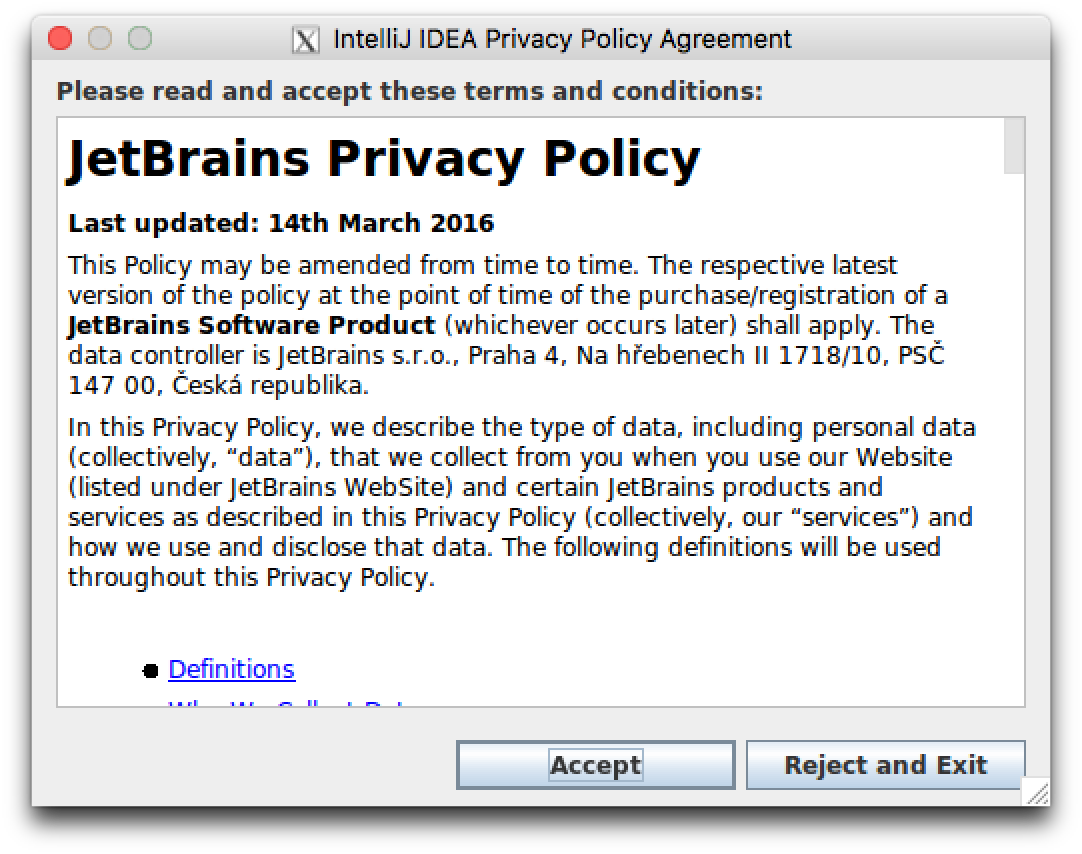 IntelliJ IDEA Privacy Policy Agreement
Please read and accept these terms and conditions:
JetBrains Privacy Policy
Last updated: 14th March 2016
This Policy may be amended from time to time. The respective latest
version of the policy at the point of time of the purchase/registration of a
JetBrains Software Product (whichever occurs later) shall apply. The
data controller is JetBrains s.r.o., Praha 4, Na hřebenech II 1718/10, PSČ
147 00, Česká republika.
In this Privacy Policy, we describe the type of data, including personal data
(collectively, “data”), that we collect from you when you use our Website
(listed under JetBrains WebSite) and certain JetBrains products and
services as described in this Privacy Policy (collectively, our “services”) and
how we use and disclose that data. The following definitions will be used
throughout this Privacy Policy.
Definitions
Accept
Reject and Exit